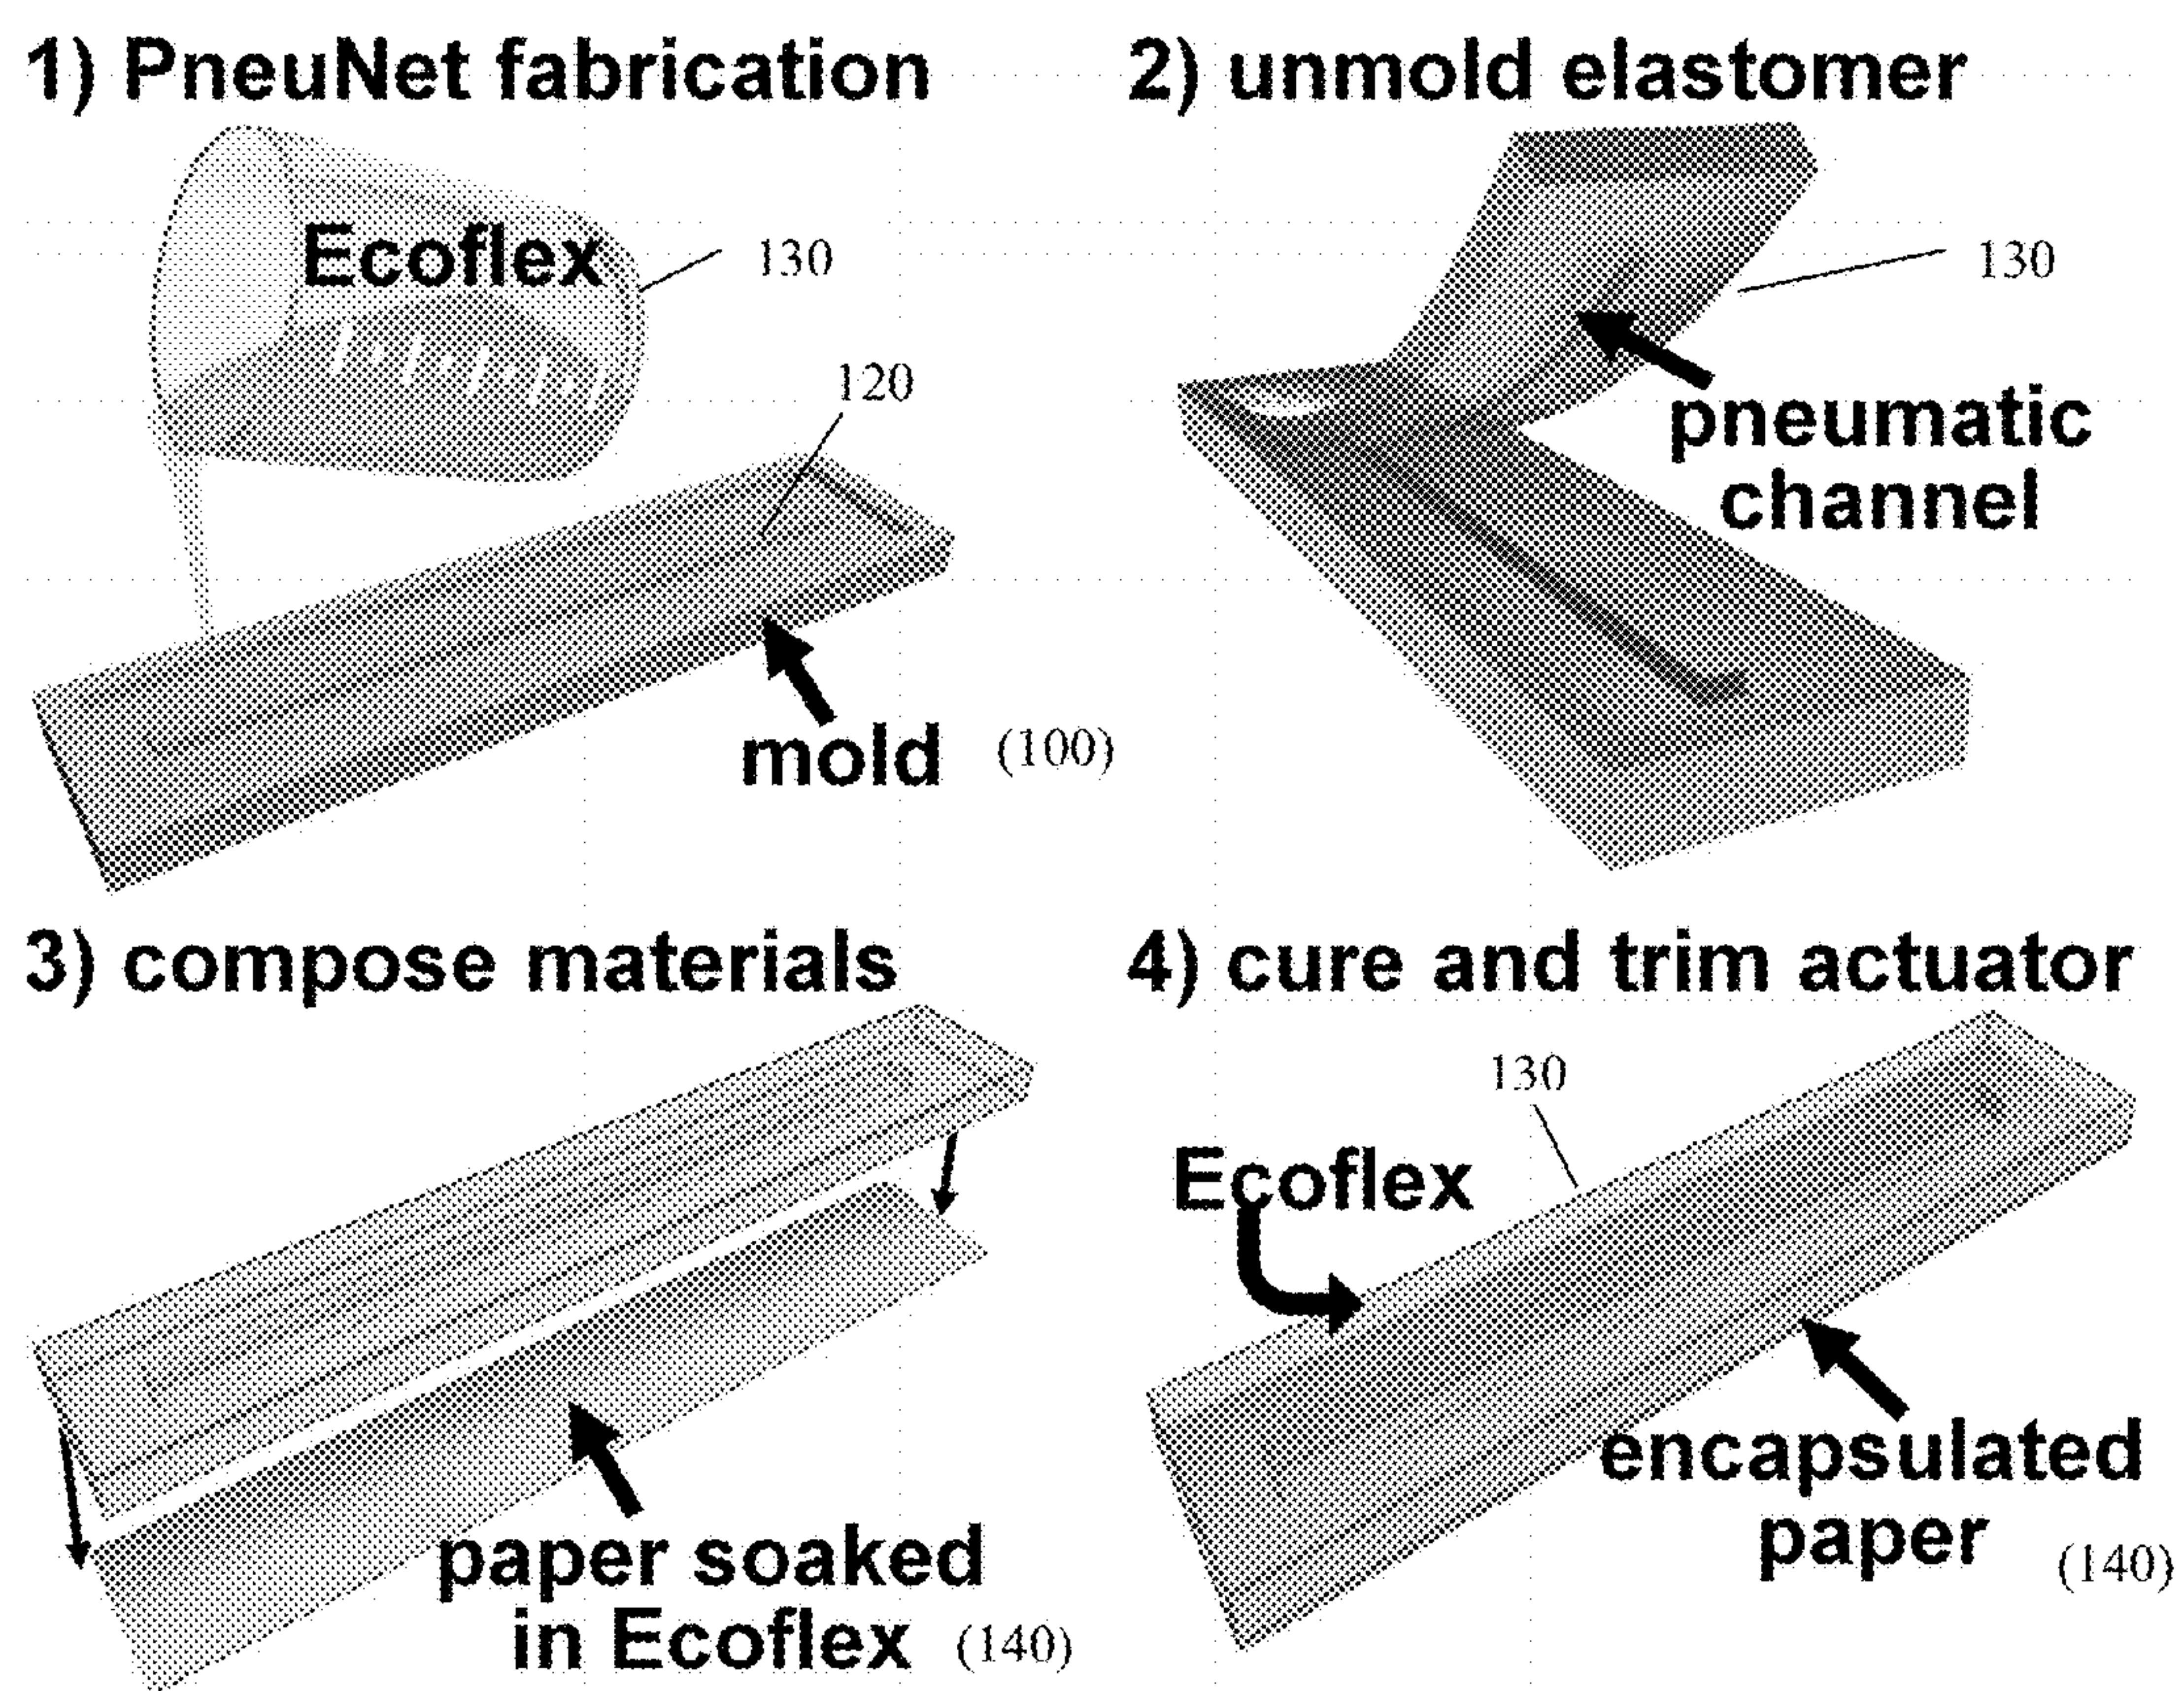 1) PneuNet fabrication
Ecoflex
130
120
mold (100)
2) unmold elastomer
130
pneumatic
channel
3) compose materials
paper soaked
in Ecoflex (140)
4) cure and trim actuator
130
Ecoflex
encapsulated
paper (140)